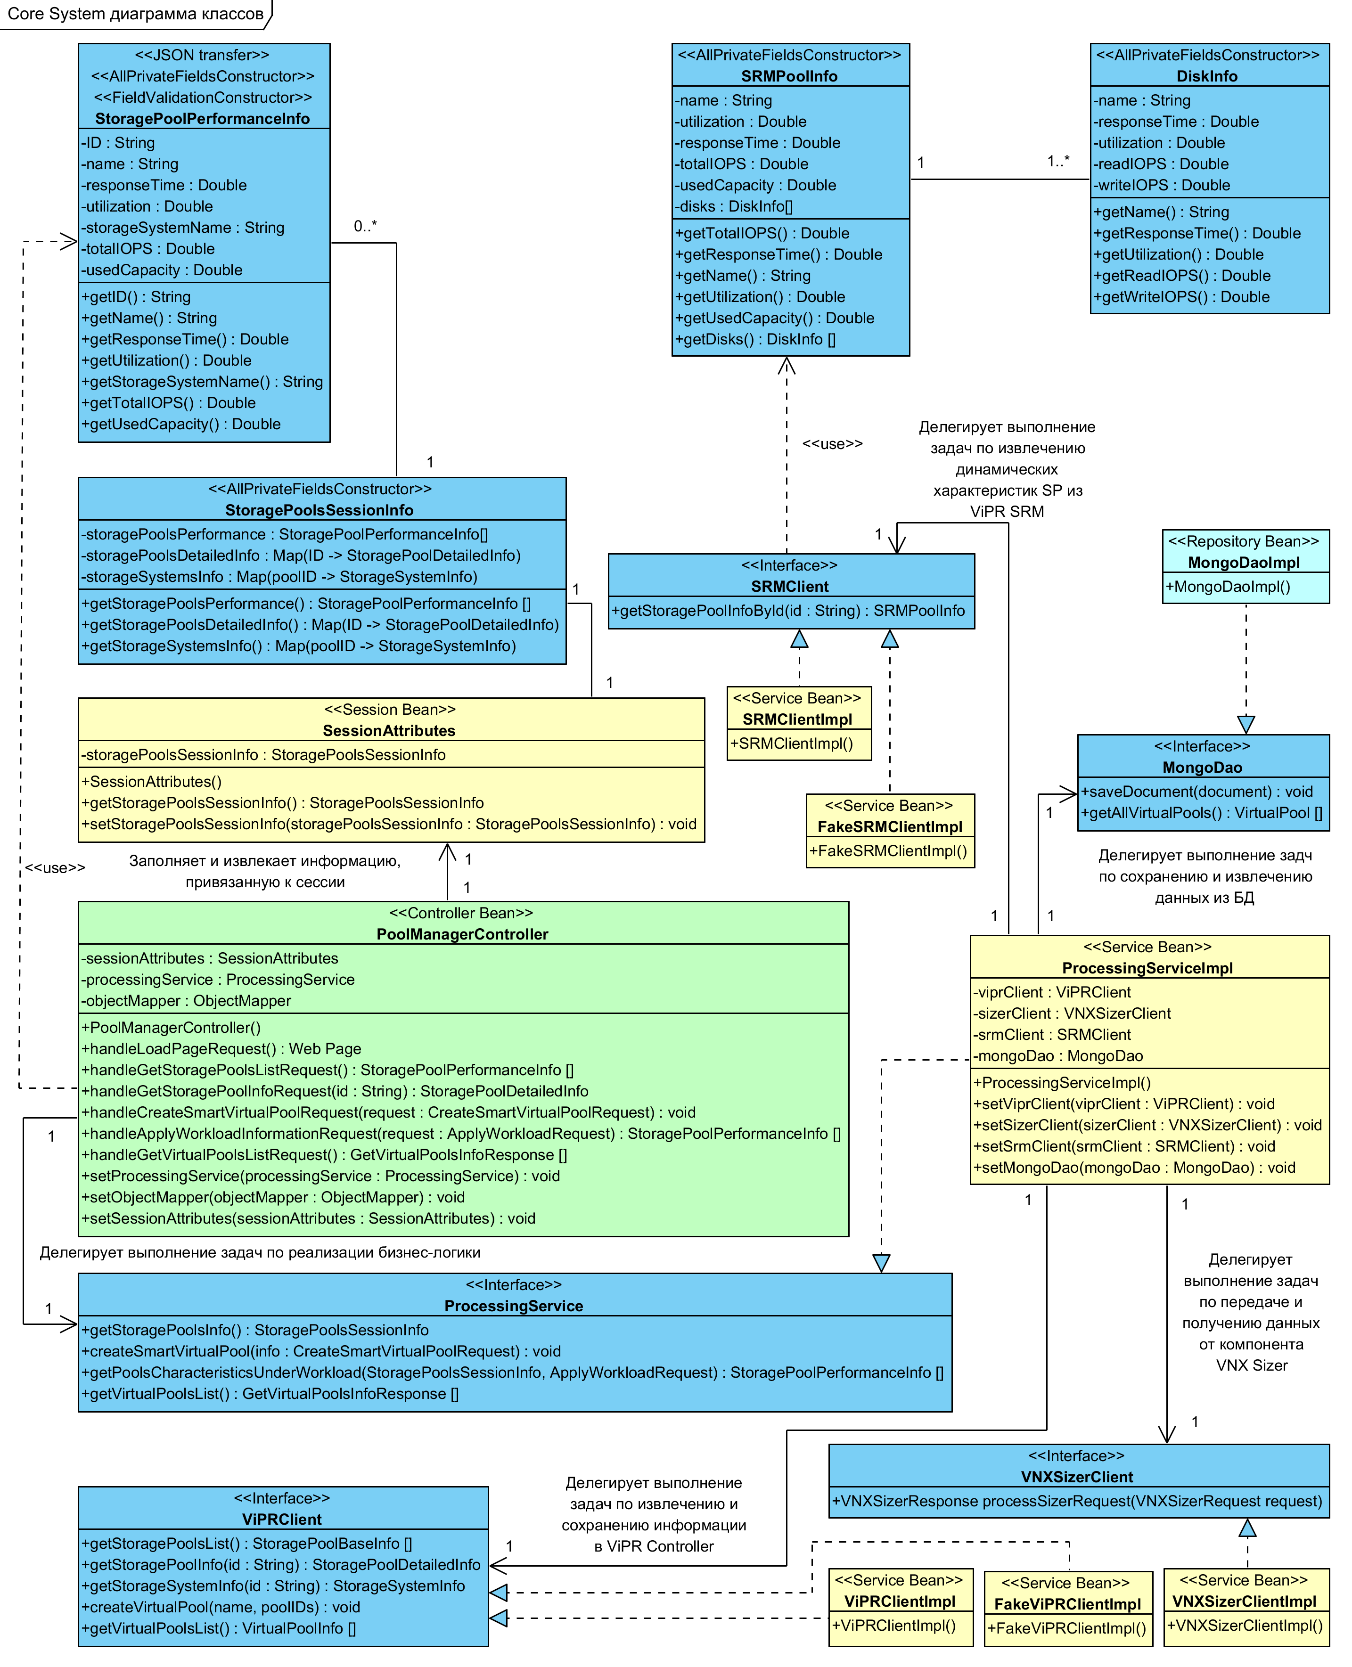 Core System диаграмма классов
<<JSON transfer>>
<<AllPrivateFieldsConstructor>>
<<FieldValidationConstructor>>
StoragePoolPerformanceInfo
-ID : String
-name : String
-responseTime : Double
-utilization : Double
-storageSystemName : String
-totalIOPS : Double
-usedCapacity : Double
+getID() : String
+getName() : String
+getResponseTime() : Double
+getUtilization() : Double
+getStorageSystemName() : String
+getTotalIOPS() : Double
+getUsedCapacity() : Double
0..*
1
<<AllPrivateFieldsConstructor>>
SRMPoolInfo
-name : String
-utilization : Double
-responseTime : Double
-totalIOPS : Double
-usedCapacity : Double
-disks : DiskInfo[]
+getTotalIOPS() : Double
+getResponseTime() : Double
+getName() : String
+getUtilization() : Double
+getUsedCapacity() : Double
+getDisks() : DiskInfo []
1
1..*
<<AllPrivateFieldsConstructor>>
DiskInfo
-name : String
-responseTime : Double
-utilization : Double
-readIOPS : Double
-writeIOPS : Double
+getName() : String
+getResponseTime() : Double
+getUtilization() : Double
+getReadIOPS() : Double
+getWriteIOPS() : Double
<<use>>
Делегирует выполнение
задач по извлечению
динамических
характеристик SP из
ViPR SRM
1
<<AllPrivateFieldsConstructor>>
StoragePoolsSessionInfo
-storagePoolsPerformance : StoragePoolPerformanceInfo[]
-storagePoolsDetailedInfo : Map(ID -> StoragePoolDetailedInfo)
-storageSystemsInfo : Map(poolID -> StorageSystemInfo)
+getStoragePoolsPerformance() : StoragePoolPerformanceInfo []
+getStoragePoolsDetailedInfo() : Map(ID -> StoragePoolDetailedInfo)
+getStorageSystemsInfo() : Map(poolID -> StorageSystemInfo)
1
1
<<Interface>>
SRMClient
+getStoragePoolInfoById(id : String) : SRMPoolInfo
<<Repository Bean>>
MongoDaoImpl
+MongoDaoImpl()
<<Service Bean>>
SRMClientImpl
+SRMClientImpl()
<<Service Bean>>
FakeSRMClientImpl
+FakeSRMClientImpl()
<<Session Bean>>
SessionAttributes
-storagePoolsSessionInfo : StoragePoolsSessionInfo
+SessionAttributes()
+getStoragePoolsSessionInfo() : StoragePoolsSessionInfo
+setStoragePoolsSessionInfo(storagePoolsSessionInfo : StoragePoolsSessionInfo) : void
<<Interface>>
MongoDao
+saveDocument(document) : void
+getAllVirtualPools() : VirtualPool []
1
Делегирует выполнение задч
по сохранению и извлечению
данных из БД
1
1
<<use>>
Заполняет и извлекает информацию,
привязанную к сессии
1
1
<<Controller Bean>>
PoolManagerController
-sessionAttributes : SessionAttributes
-processingService : ProcessingService
-objectMapper : ObjectMapper
+PoolManagerController()
+handleLoadPageRequest() : Web Page
+handleGetStoragePoolsListRequest() : StoragePoolPerformanceInfo []
+handleGetStoragePoolInfoRequest(id : String) : StoragePoolDetailedInfo
+handleCreateSmartVirtualPoolRequest(request : CreateSmartVirtualPoolRequest) : void
+handleApplyWorkloadInformationRequest(request : ApplyWorkloadRequest) : StoragePoolPerformanceInfo []
+handleGetVirtualPoolsListRequest() : GetVirtualPoolsInfoResponse []
+setProcessingService(processingService : ProcessingService) : void
+setObjectMapper(objectMapper : ObjectMapper) : void
+setSessionAttributes(sessionAttributes : SessionAttributes) : void
1
<<Service Bean>>
ProcessingServiceImpl
-viprClient : ViPRClient
-sizerClient : VNXSizerClient
-srmClient : SRMClient
-mongoDao : MongoDao
+ProcessingServiceImpl()
+setViprClient(viprClient : ViPRClient) : void
+setSizerClient(sizerClient : VNXSizerClient) : void
+setSrmClient(srmClient : SRMClient) : void
+setMongoDao(mongoDao : MongoDao) : void
1
1
Делегирует выполнение задач по реализации бизнес-логики
1
<<Interface>>
ProcessingService
+getStoragePoolsInfo() : StoragePoolsSessionInfo
+createSmartVirtualPool(info : CreateSmartVirtualPoolRequest) : void
+getPoolsCharacteristicsUnderWorkload(StoragePoolsSessionInfo, ApplyWorkloadRequest) : StoragePoolPerformanceInfo []
+getVirtualPoolsList() : GetVirtualPoolsInfoResponse []
Делегирует
выполнение задач
по передаче и
получению данных
от компонента
VNX Sizer
1
<<Interface>>
VNXSizerClient
+VNXSizerResponse processSizerRequest(VNXSizerRequest request)
Делегирует выполнение
задач по извлечению и
сохранению информации
в ViPR Controller
1
<<Interface>>
ViPRClient
+getStoragePoolsList() : StoragePoolBaseInfo []
+getStoragePoolInfo(id : String) : StoragePoolDetailedInfo
+getStorageSystemInfo(id : String) : StorageSystemInfo
+createVirtualPool(name, poolIDs) : void
+getVirtualPoolsList() : VirtualPoolInfo []
<<Service Bean>>
ViPRClientImpl
+ViPRClientImpl()
<<Service Bean>>
FakeViPRClientImpl
+FakeViPRClientImpl()
<<Service Bean>>
VNXSizerClientImpl
+VNXSizerClientImpl()